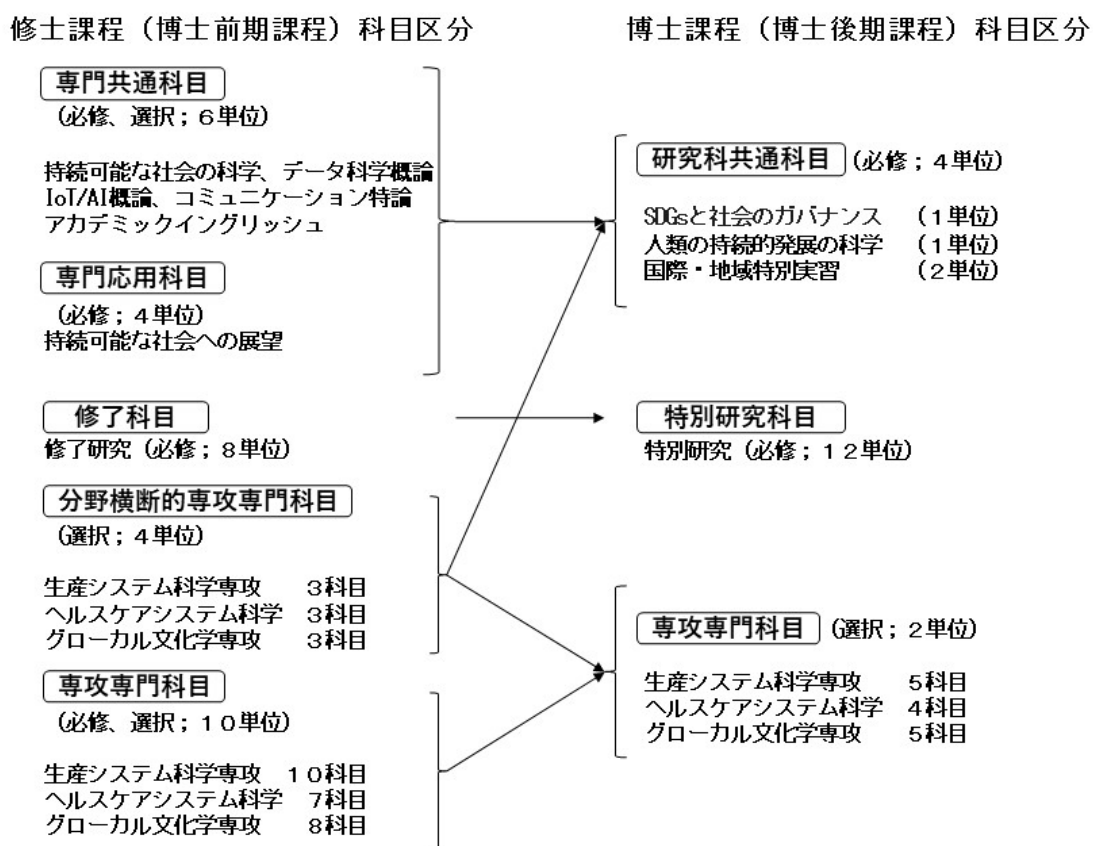 修士課程（博士前期課程）科目区分
専門共通科目
（必修、選択；６単位）
持続可能な社会の科学、データ科学概論
IoT/AI概論、コミュニケーション特論
アカデミックイングリッシュ
専門応用科目
（必修；４単位）
持続可能な社会への展望
修了科目
修了研究（必修；８単位）
分野横断的専攻専門科目
（選択；４単位）
生産システム科学専攻　３科目
ヘルスケアシステム科学　３科目
グローカル文化学専攻　３科目
専攻専門科目
（必修、選択；１０単位）
生産システム科学専攻　１０科目
ヘルスケアシステム科学　７科目
グローカル文化学専攻　８科目
博士課程（博士後期課程）科目区分
研究科共通科目（必修；４単位）
SDGsと社会のガバナンス　（１単位）
人類の持続的発展の科学　（１単位）
国際・地域特別実習　（２単位）
特別研究科目
特別研究（必修；１２単位）
専攻専門科目（選択；２単位）
生産システム科学専攻　５科目
ヘルスケアシステム科学　４科目
グローカル文化学専攻　５科目